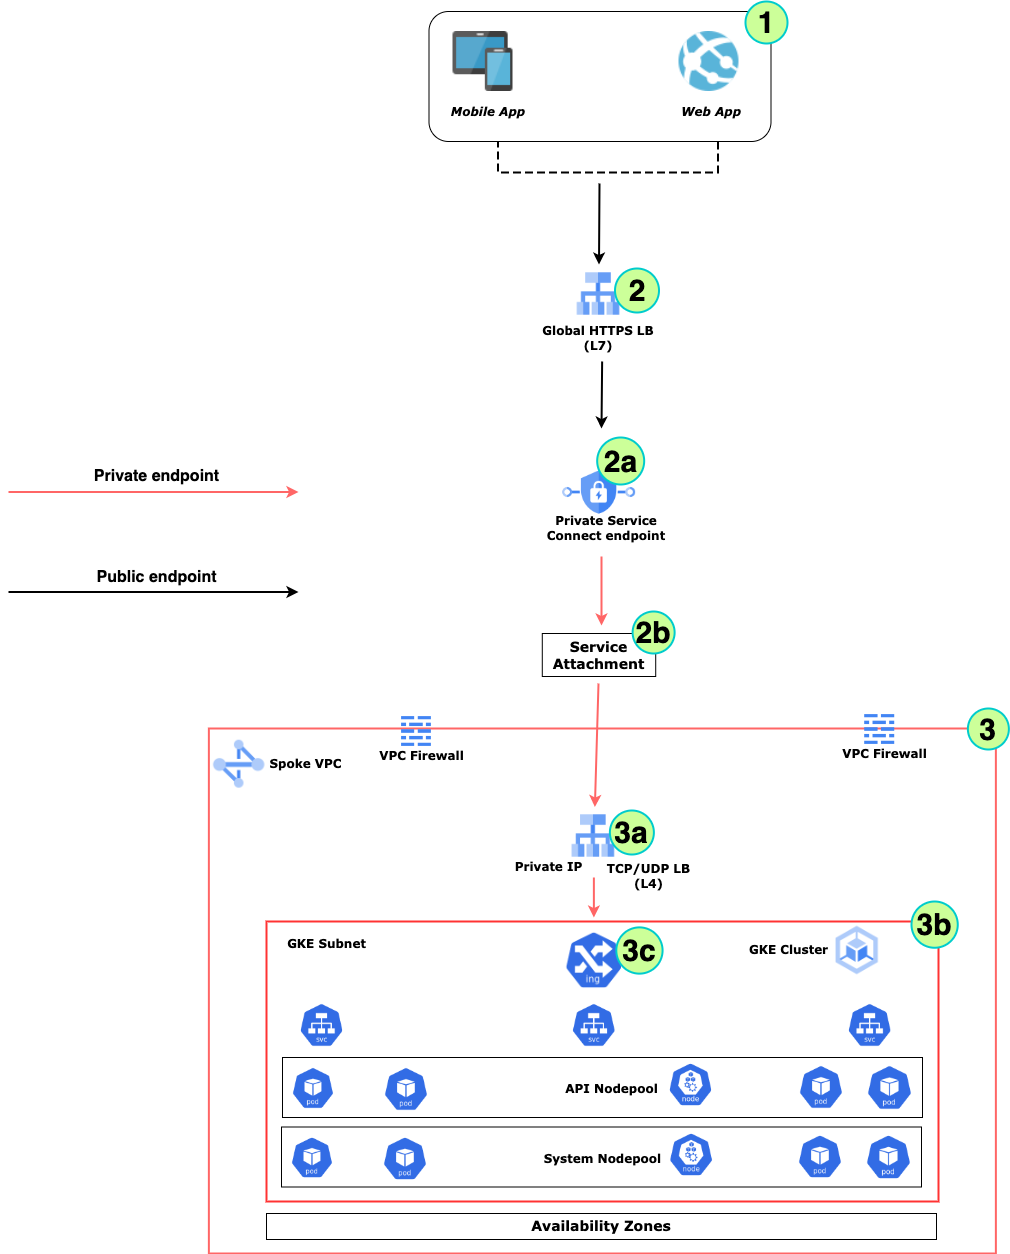 1
Mobile App
Web App
2
Global HTTPS LB
(L7)
2a
Private endpoint
Private Service
Connect endpoint
Public endpoint
2b
Service
Attachment
3
VPC Firewall
VPC Firewall
Spoke VPC
3a
Private IP
TCP/UDP LB
(L4)
3b
GKE Subnet
3c
GKE Cluster
ing
svc
svc
svc
API Nodepool
pod
pod
node
pod
pod
System Nodepool
pod
pod
node
pod
pod
Availability Zones